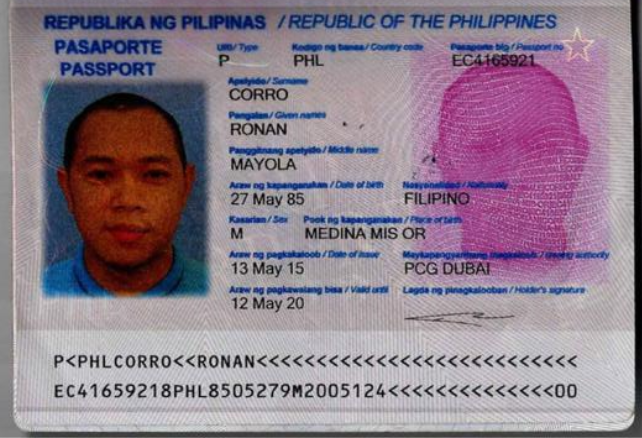 REPUBLIKA NG PILIPINAS / REPUBLIC OF THE PHILIPPINES
PASAPORTE
PASSPORT
Uri / Type Kodigo ng bansa / Country code Pasaporte blg / Passport no
P PHL EC4165921
Apelyido / Surname
CORRO
Pangalan / Given names
RONAN
Panggitnang apelyido / Middle name
MAYOLA
Araw ng kapanganakan / Date of birth Nasyonalidad / Nationality
27 May 85 FILIPINO
Kasarian / Sex Pook ng kapanganakan / Place of birth
M MEDINA MIS OR
Araw ng pagkakaloob / Date of issue Maykapangyarihang magkaloob / Issuing authority
13 May 15 PCG DUBAI
Araw ng pagkawalang bisa / Valid until Lagda ng pinagkalooban / Holder's signature
12 May 20
P<PHLCORRO<<RONAN<<<<<<<<<<<<<<<<<<<<<<<<<<<
EC41659218PHL8505279M2005124<<<<<<<<<<<<<<00